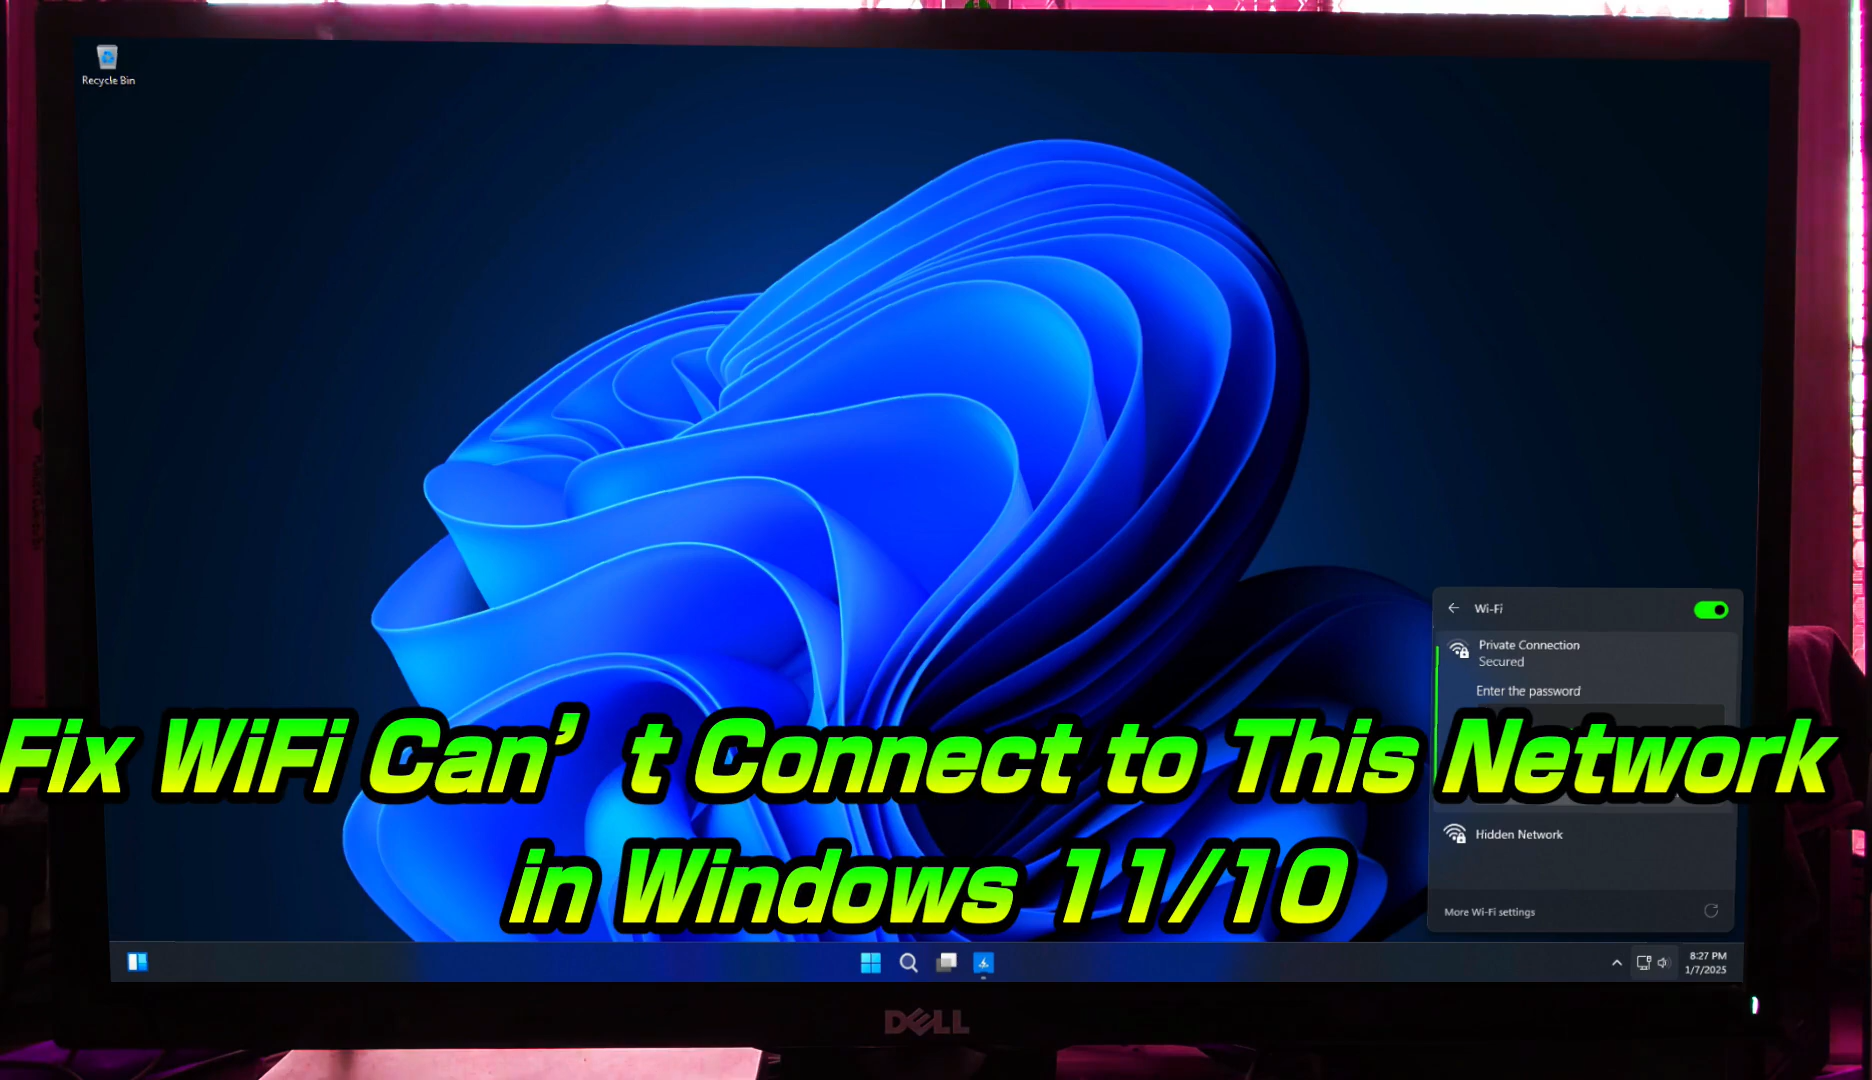 Recycle Bin
Wi-Fi
Private Connection
Secured
Enter the password
Fix WiFi Can’t Connect to This Network
in Windows 11/10
Hidden Network
More Wi-Fi settings
8:27 PM
1/7/2025
DELL